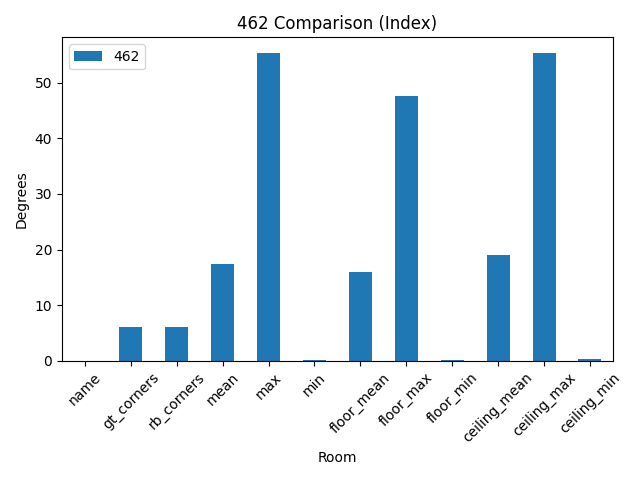 462 Comparison (Index)
462
Degrees
50
40
30
20
10
0
name
gt_corners
rb_corners
mean
max
min
floor_mean
floor_max
floor_min
ceiling_mean
ceiling_max
ceiling_min
Room